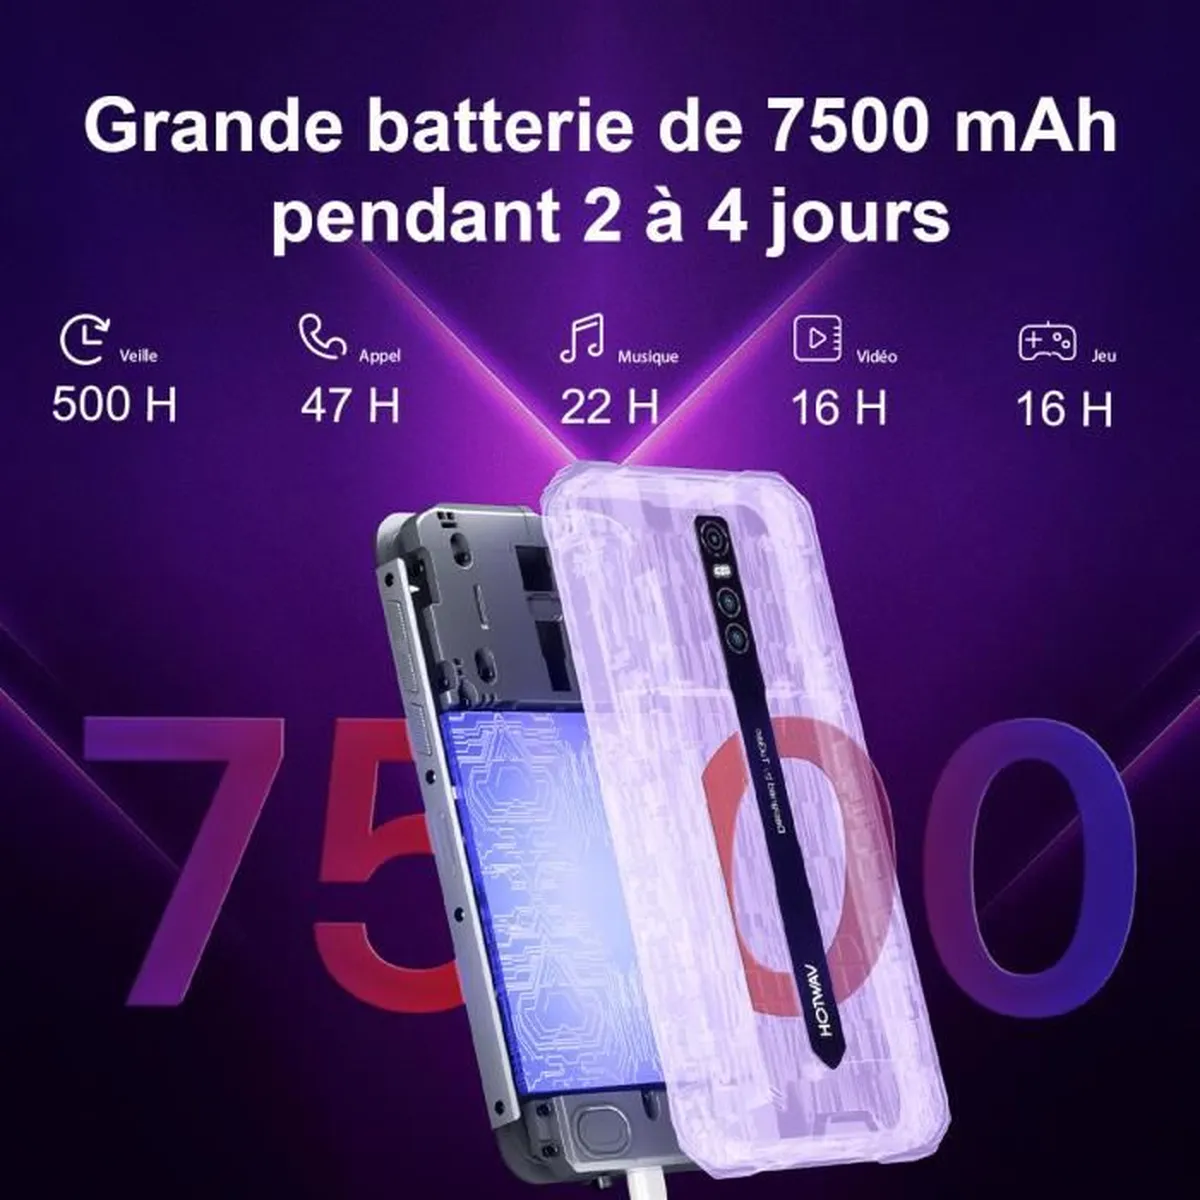 Grande batterie de 7500 mAh
pendant 2 à 4 jours
Veille
500 H
Appel
47 H
Musique
22 H
Vidéo
16 H
Jeu
16 H
7500
HOTWAV